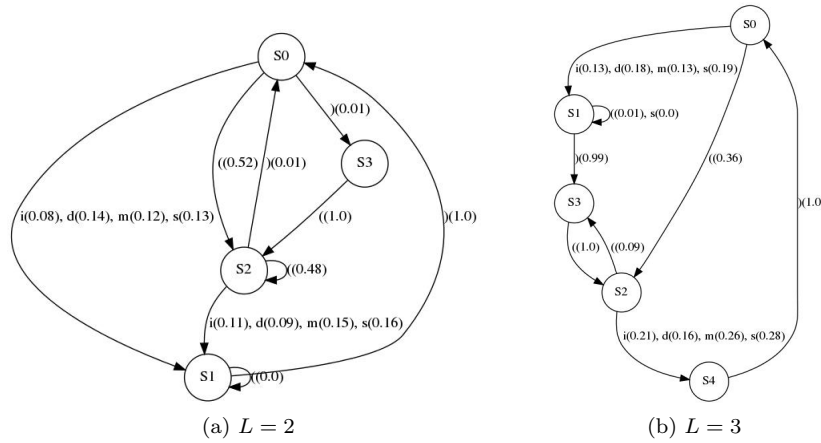 S0
)(0.01)
S3
((0.52)
)(0.01)
((1.0)
i(0.08), d(0.14), m(0.12), s(0.13)
)(1.0)
S2
((0.48)
i(0.11), d(0.09), m(0.15), s(0.16)
S1
((0.0)
(a) L = 2
S0
i(0.13), d(0.18), m(0.13), s(0.19)
S1
((0.01), s(0.0)
)(0.99)
((0.36)
S3
)(1.0
((1.0)
((0.09)
S2
i(0.21), d(0.16), m(0.26), s(0.28)
S4
(b) L = 3